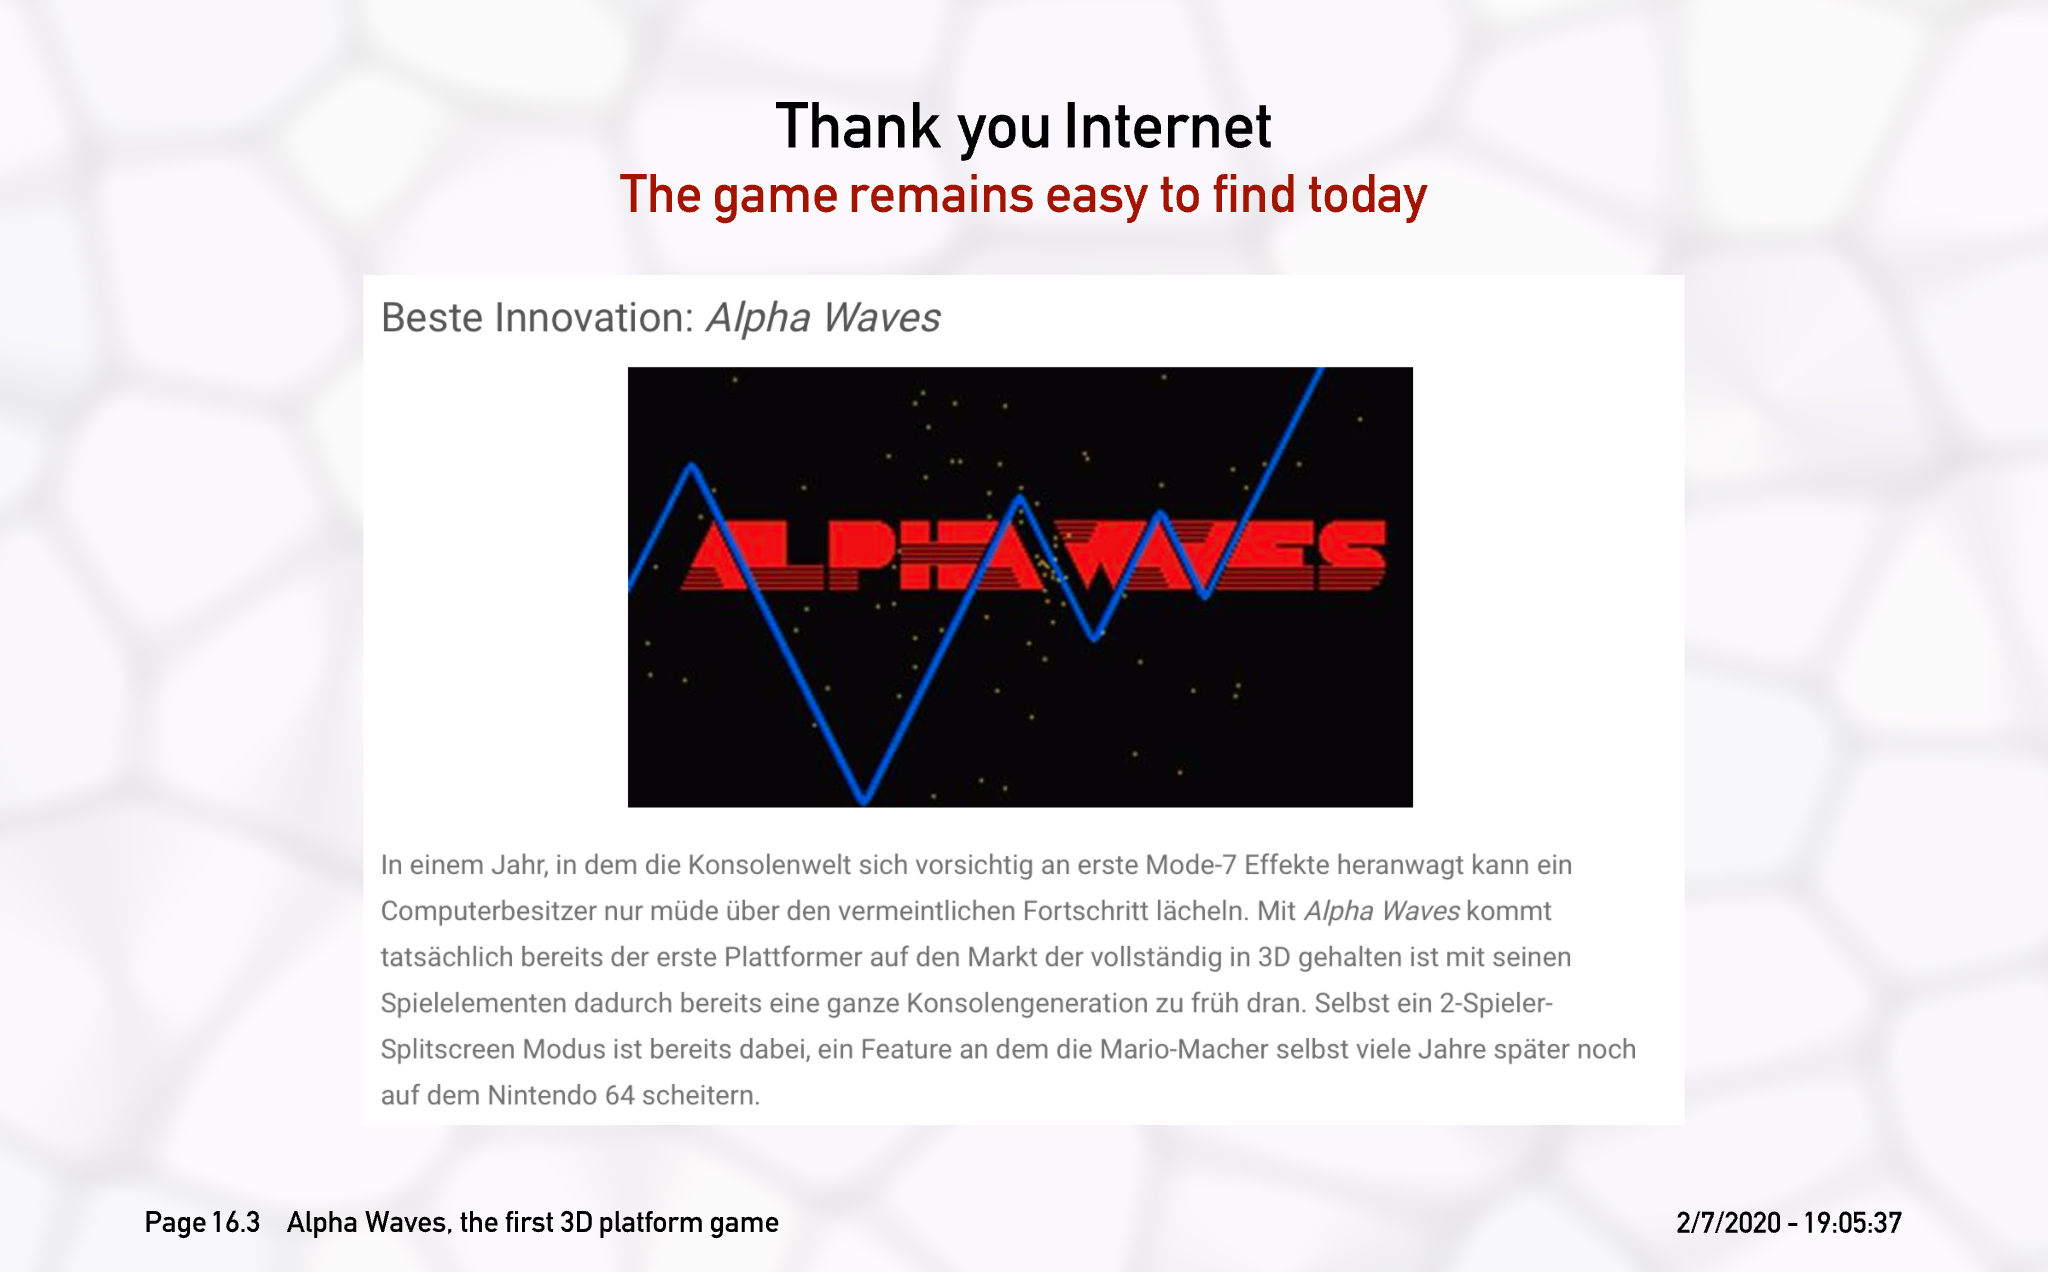 Thank you Internet
The game remains easy to find today
Beste Innovation: Alpha Waves
ALPHA WAVES
In einem Jahr, in dem die Konsolenwelt sich vorsichtig an erste Mode-7 Effekte heranwagt kann ein
Computerbesitzer nur müde über den vermeintlichen Fortschritt lächeln. Mit Alpha Waves kommt
tatsächlich bereits der erste Plattformer auf den Markt der vollständig in 3D gehalten ist mit seinen
Spielelementen dadurch bereits eine ganze Konsolengeneration zu früh dran. Selbst ein 2-Spieler-
Splitscreen Modus ist bereits dabei, ein Feature an dem die Mario-Macher selbst viele Jahre später noch
auf dem Nintendo 64 scheitern.
Page 16.3 Alpha Waves, the first 3D platform game
2/7/2020 - 19:05:37